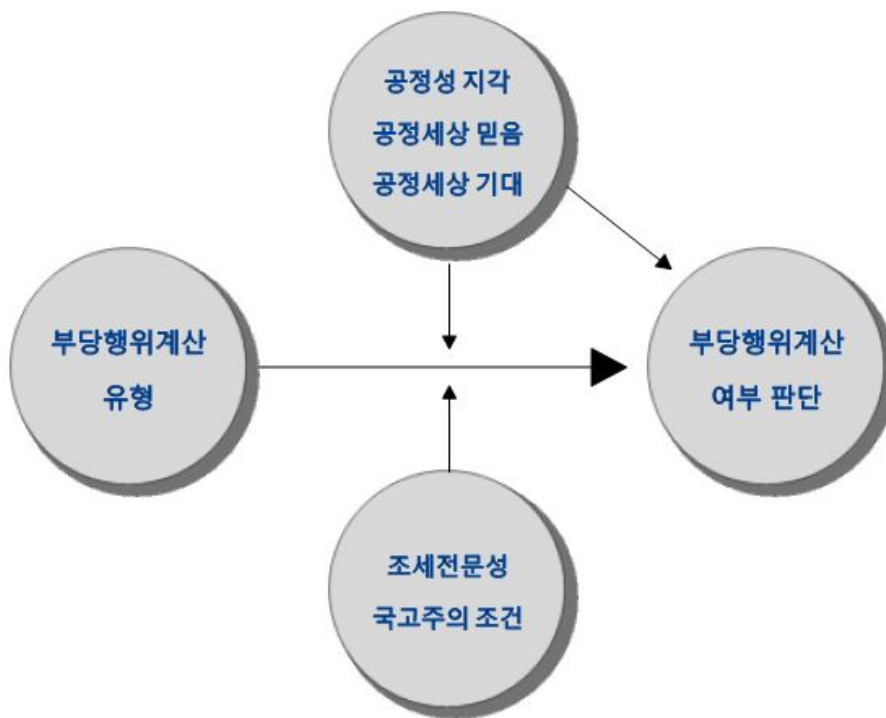 공정성 지각
공정세상 믿음
공정세상 기대
부당행위계산
유형
부당행위계산
여부 판단
조세전문성
국고주의 조건